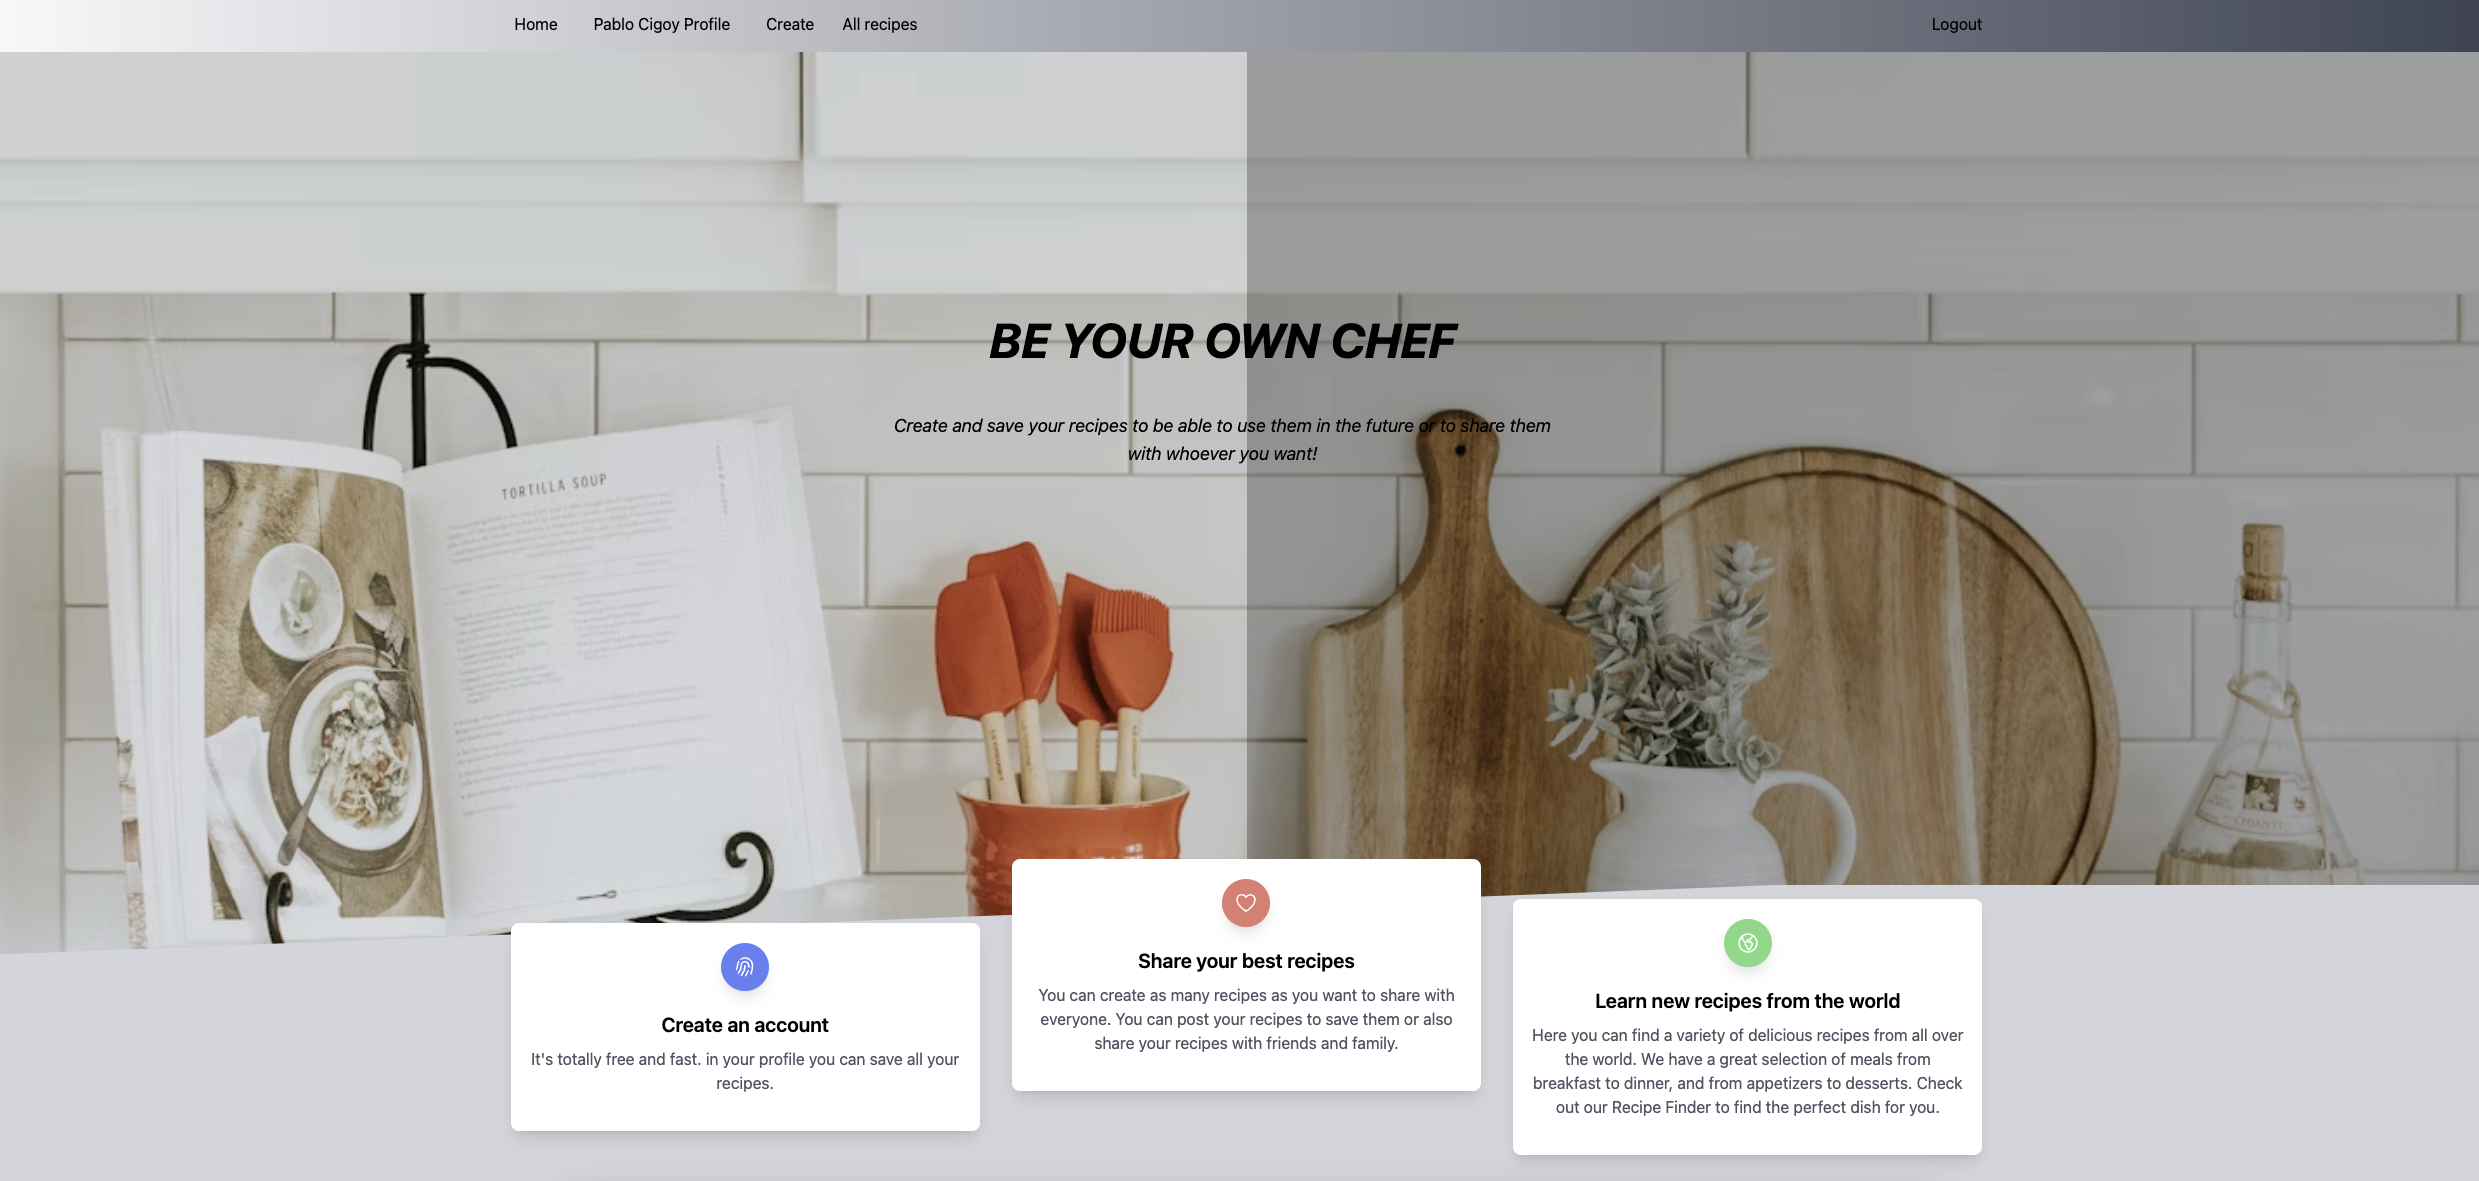 Home Pablo Cigoy Profile Create All recipes Logout
BE YOUR OWN CHEF
Create and save your recipes to be able to use them in the future or to share them
with whoever you want!
TORTILLA SOUP
CHIANTI
Create an account
It's totally free and fast. in your profile you can save all your
recipes.
Share your best recipes
You can create as many recipes as you want to share with
everyone. You can post your recipes to save them or also
share your recipes with friends and family.
Learn new recipes from the world
Here you can find a variety of delicious recipes from all over
the world. We have a great selection of meals from
breakfast to dinner, and from appetizers to desserts. Check
out our Recipe Finder to find the perfect dish for you.